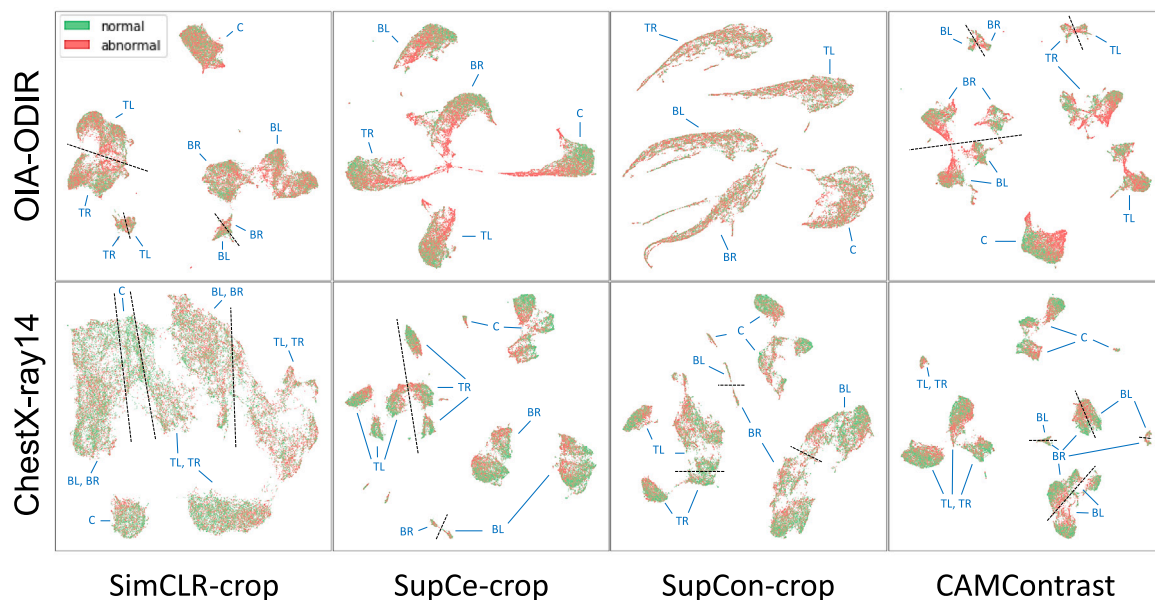 normal
abnormal
OIA-ODIR
C
TL
TR
BR
BL
TR
TL
BR
BL
BL
BR
TR
C
TL
TR
TL
BL
BR
C
BL
BR
TL
TR
BR
BL
TL
C
ChestX-ray14
C
BL, BR
TL, TR
BL, BR
TL, TR
C
C
TR
BR
TL
BR
BL
C
BL
BL
TL
TL
BR
TR
C
TL, TR
BL
BL
BR
TL, TR
BL
SimCLR-crop
SupCe-crop
SupCon-crop
CAMContrast